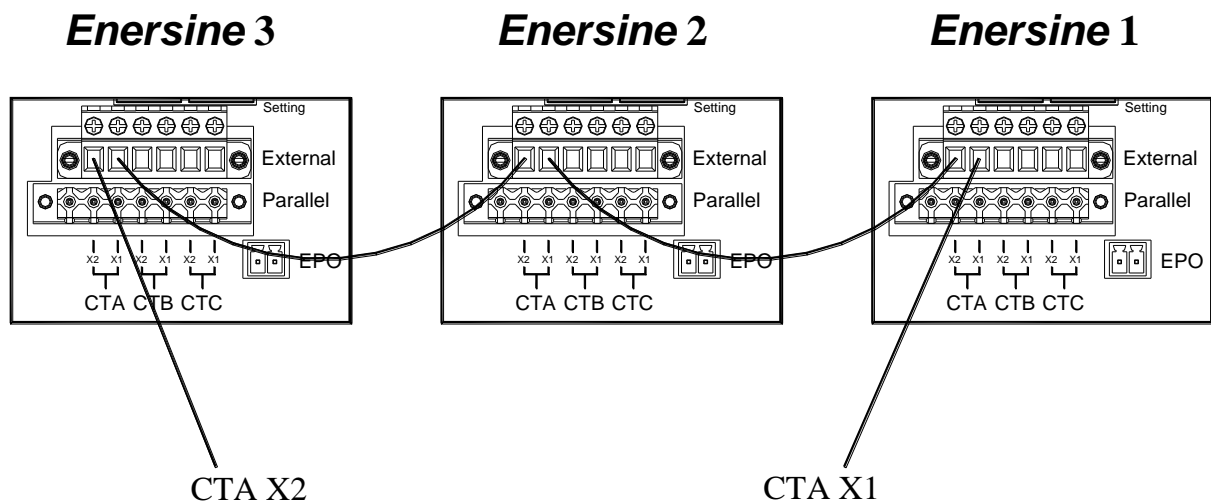 Enersine 3 Enersine 2 Enersine 1
Setting Setting Setting
External External External
Parallel Parallel Parallel
X2 X1 X2 X1 X2 X1 EPO X2 X1 X2 X1 X2 X1 EPO X2 X1 X2 X1 X2 X1 EPO
CTA CTB CTC CTA CTB CTC CTA CTB CTC
CTA X2 CTA X1